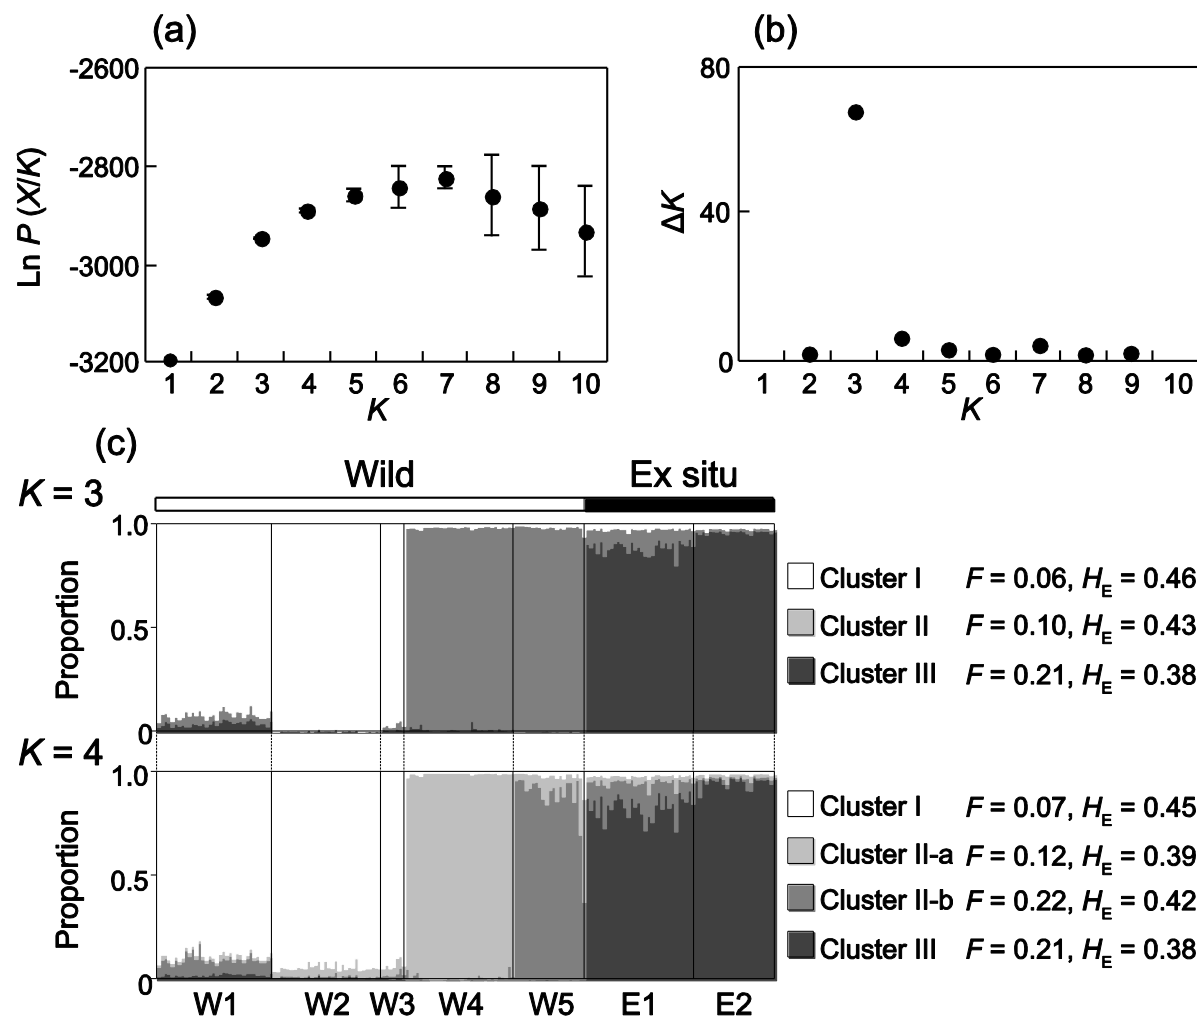 (a)
-2600
-2800
-3000
-3200
Ln P (X/K)
1 2 3 4 5 6 7 8 9 10
K
(b)
80
40
0
ΔK
1 2 3 4 5 6 7 8 9 10
K
(c)
Wild Ex situ
K = 3
1.0
0.5
0
Proportion
Cluster I F = 0.06, HE = 0.46
Cluster II F = 0.10, HE = 0.43
Cluster III F = 0.21, HE = 0.38
K = 4
1.0
0.5
0
Proportion
Cluster I F = 0.07, HE = 0.45
Cluster II-a F = 0.12, HE = 0.39
Cluster II-b F = 0.22, HE = 0.42
Cluster III F = 0.21, HE = 0.38
W1 W2 W3 W4 W5 E1 E2